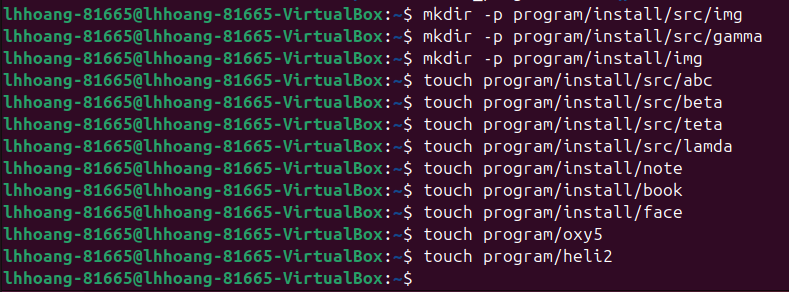 lhhoang-81665@lhhoang-81665-VirtualBox:~$ mkdir -p program/install/src/img
lhhoang-81665@lhhoang-81665-VirtualBox:~$ mkdir -p program/install/src/gamma
lhhoang-81665@lhhoang-81665-VirtualBox:~$ mkdir -p program/install/img
lhhoang-81665@lhhoang-81665-VirtualBox:~$ touch program/install/src/abc
lhhoang-81665@lhhoang-81665-VirtualBox:~$ touch program/install/src/beta
lhhoang-81665@lhhoang-81665-VirtualBox:~$ touch program/install/src/teta
lhhoang-81665@lhhoang-81665-VirtualBox:~$ touch program/install/src/lamda
lhhoang-81665@lhhoang-81665-VirtualBox:~$ touch program/install/note
lhhoang-81665@lhhoang-81665-VirtualBox:~$ touch program/install/book
lhhoang-81665@lhhoang-81665-VirtualBox:~$ touch program/install/face
lhhoang-81665@lhhoang-81665-VirtualBox:~$ touch program/oxy5
lhhoang-81665@lhhoang-81665-VirtualBox:~$ touch program/heli2
lhhoang-81665@lhhoang-81665-VirtualBox:~$